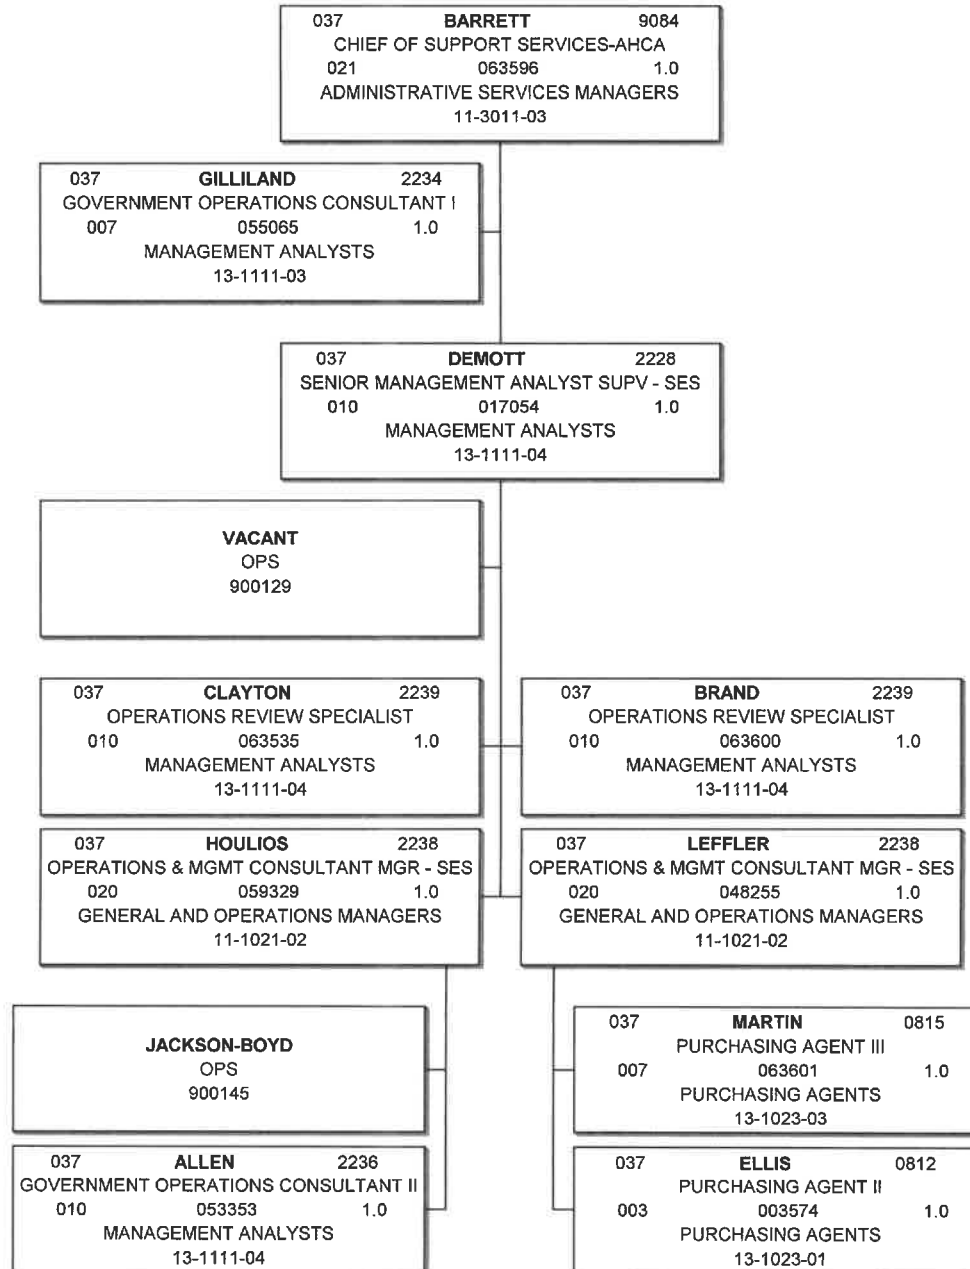 037 BARRETT 9084
CHIEF OF SUPPORT SERVICES-AHCA
021 063596 1.0
ADMINISTRATIVE SERVICES MANAGERS
11-3011-03
037 GILLILAND 2234
GOVERNMENT OPERATIONS CONSULTANT I
007 055065 1.0
MANAGEMENT ANALYSTS
13-1111-03
037 DEMOTT 2228
SENIOR MANAGEMENT ANALYST SUPV - SES
010 017054 1.0
MANAGEMENT ANALYSTS
13-1111-04
VACANT
OPS
900129
037 CLAYTON 2239
OPERATIONS REVIEW SPECIALIST
010 063535 1.0
MANAGEMENT ANALYSTS
13-1111-04
037 BRAND 2239
OPERATIONS REVIEW SPECIALIST
010 063600 1.0
MANAGEMENT ANALYSTS
13-1111-04
037 HOULIOS 2238
OPERATIONS & MGMT CONSULTANT MGR - SES
020 059329 1.0
GENERAL AND OPERATIONS MANAGERS
11-1021-02
037 LEFFLER 2238
OPERATIONS & MGMT CONSULTANT MGR - SES
020 048255 1.0
GENERAL AND OPERATIONS MANAGERS
11-1021-02
JACKSON-BOYD
OPS
900145
037 MARTIN 0815
PURCHASING AGENT III
007 063601 1.0
PURCHASING AGENTS
13-1023-03
037 ALLEN 2236
GOVERNMENT OPERATIONS CONSULTANT II
010 053353 1.0
MANAGEMENT ANALYSTS
13-1111-04
037 ELLIS 0812
PURCHASING AGENT II
003 003574 1.0
PURCHASING AGENTS
13-1023-01